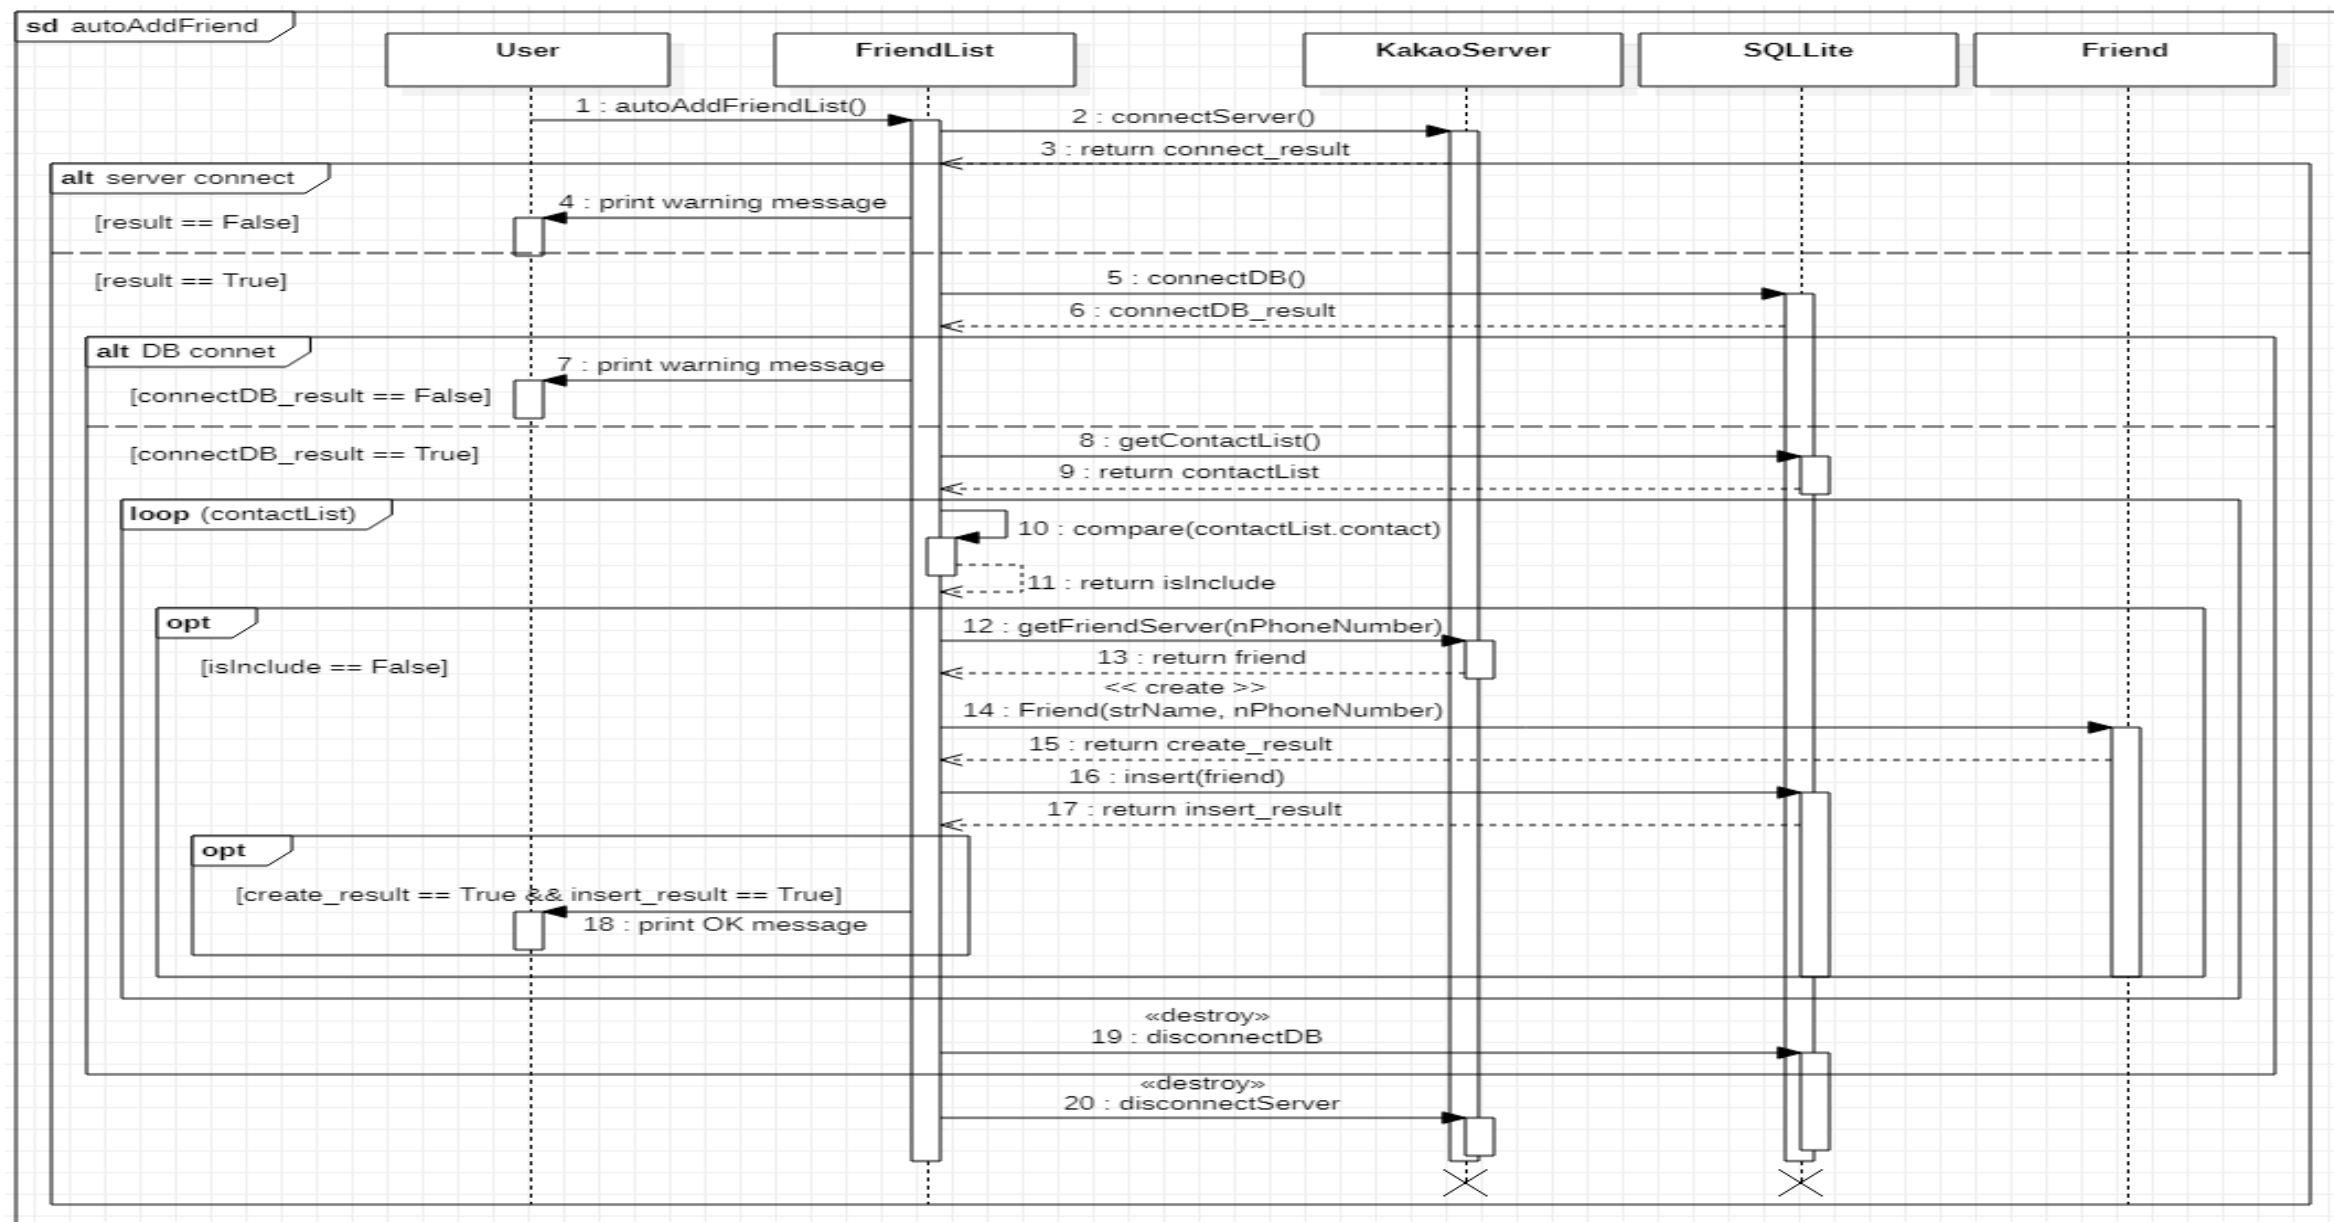 sd autoAddFriend
User
FriendList
KakaoServer
SQLLite
Friend
1 : autoAddFriendList()
2 : connectServer()
3 : return connect_result
alt server connect
4 : print warning message
[result == False]
[result == True]
5 : connectDB()
6 : connectDB_result
alt DB connet
7 : print warning message
[connectDB_result == False]
8 : getContactList()
[connectDB_result == True]
9 : return contactList
loop (contactList)
10 : compare(contactList.contact)
11 : return isInclude
opt
12 : getFriendServer(nPhoneNumber)
13 : return friend
[isInclude == False]
<< create >>
14 : Friend(strName, nPhoneNumber)
15 : return create_result
16 : insert(friend)
17 : return insert_result
opt
[create_result == True && insert_result == True]
18 : print OK message
«destroy»
19 : disconnectDB
«destroy»
20 : disconnectServer